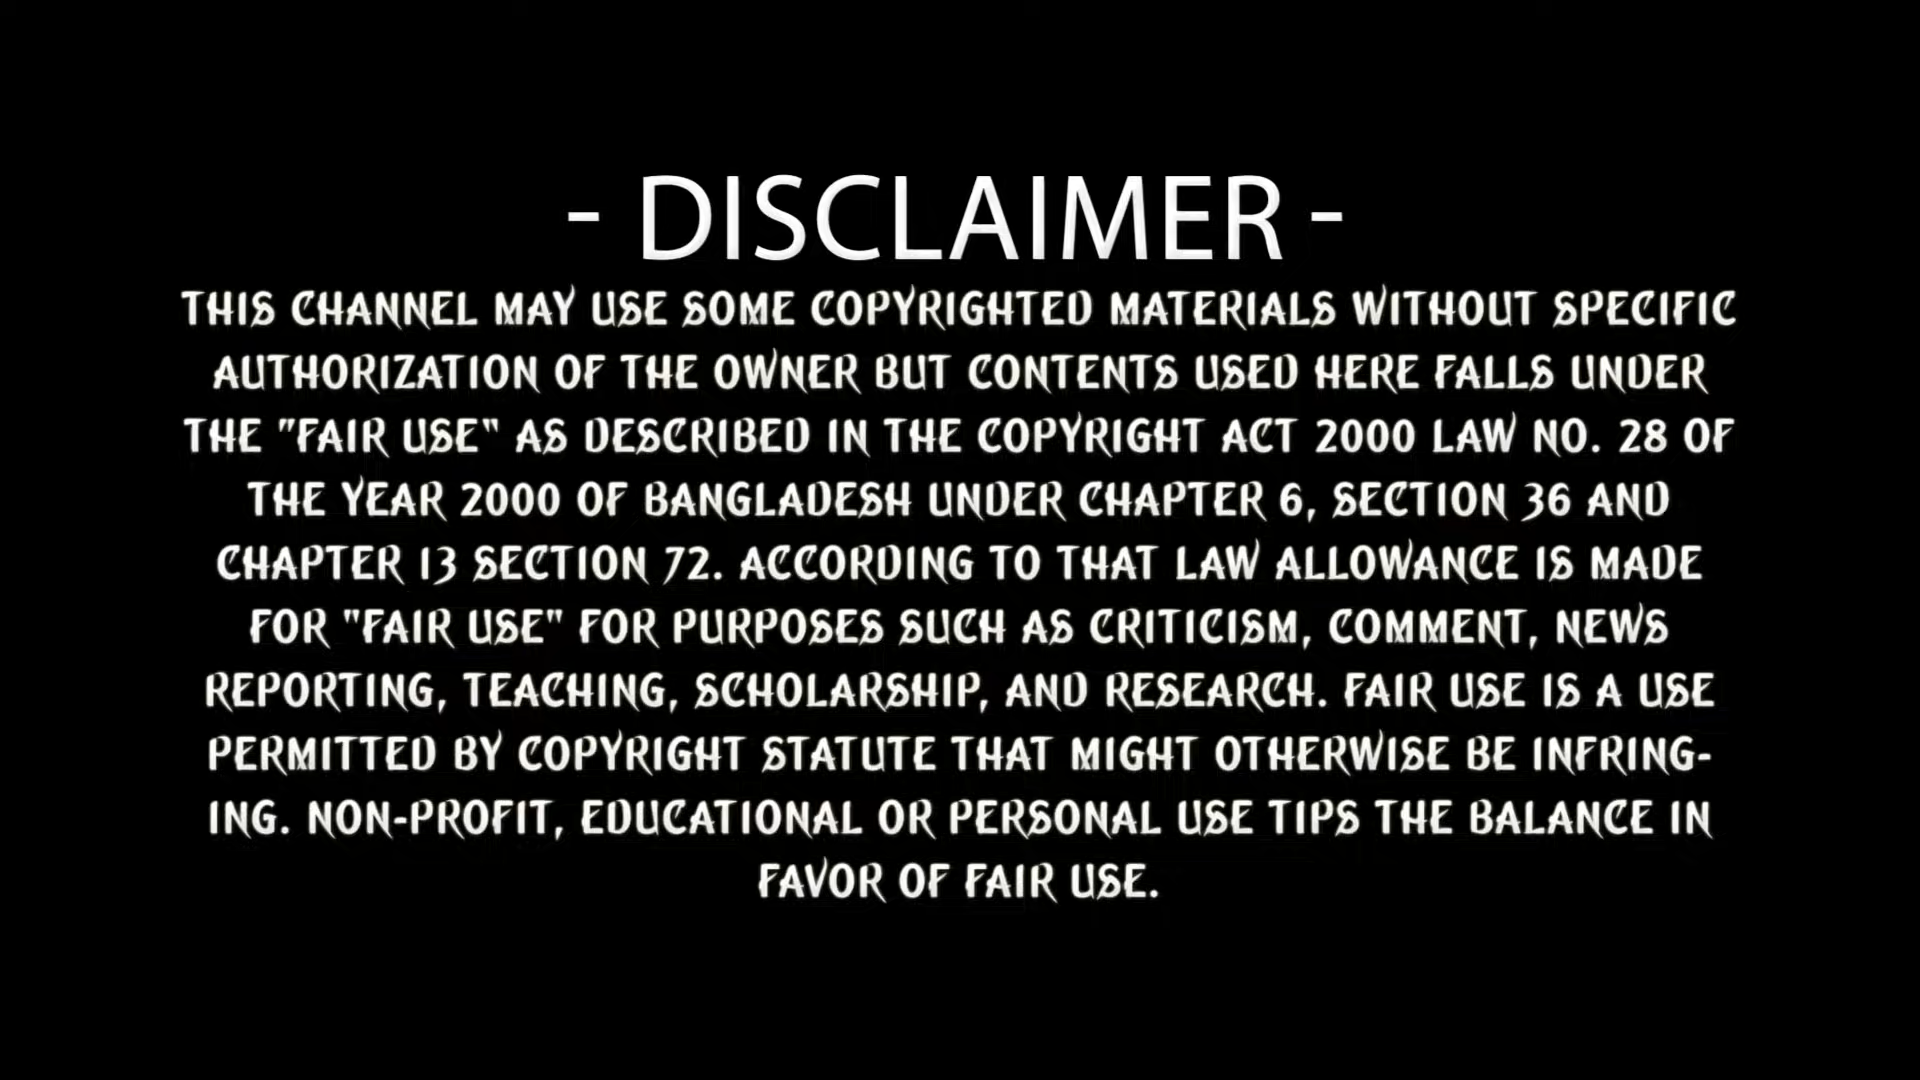 - DISCLAIMER -
THIS CHANNEL MAY USE SOME COPYRIGHTED MATERIALS WITHOUT SPECIFIC
AUTHORIZATION OF THE OWNER BUT CONTENTS USED HERE FALLS UNDER
THE "FAIR USE" AS DESCRIBED IN THE COPYRIGHT ACT 2000 LAW NO. 28 OF
THE YEAR 2000 OF BANGLADESH UNDER CHAPTER 6, SECTION 36 AND
CHAPTER 13 SECTION 72. ACCORDING TO THAT LAW ALLOWANCE IS MADE
FOR "FAIR USE" FOR PURPOSES SUCH AS CRITICISM, COMMENT, NEWS
REPORTING, TEACHING, SCHOLARSHIP, AND RESEARCH. FAIR USE IS A USE
PERMITTED BY COPYRIGHT STATUTE THAT MIGHT OTHERWISE BE INFRING-
ING. NON-PROFIT, EDUCATIONAL OR PERSONAL USE TIPS THE BALANCE IN
FAVOR OF FAIR USE.